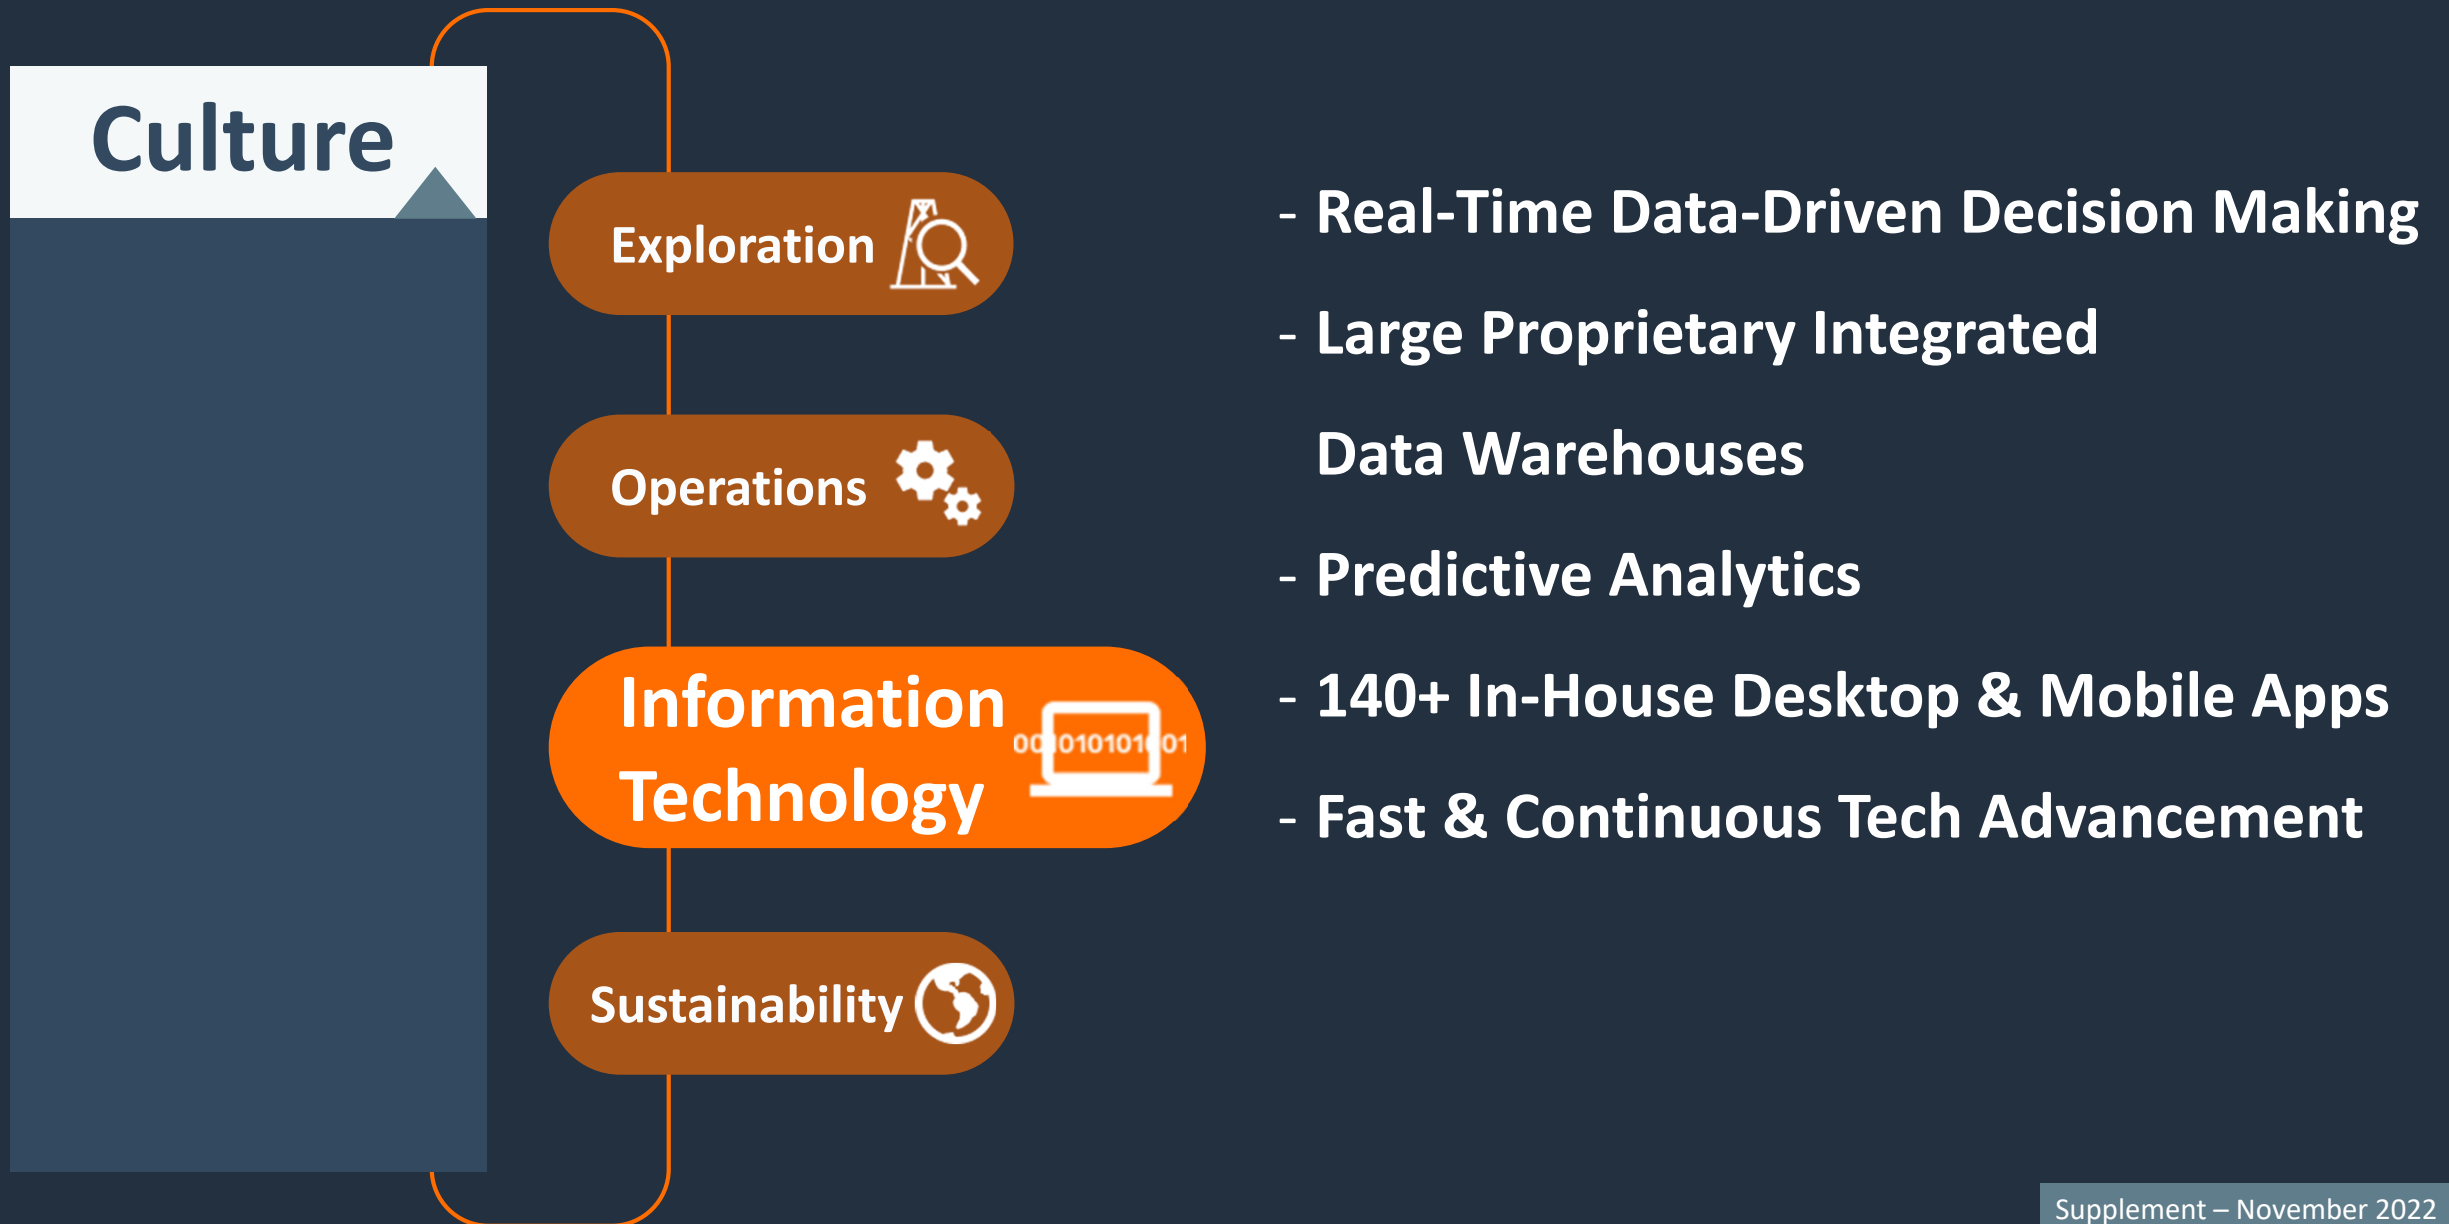 Culture
Exploration
Operations
Information
Technology
001010101001
Sustainability
- Real-Time Data-Driven Decision Making
- Large Proprietary Integrated
Data Warehouses
- Predictive Analytics
- 140+ In-House Desktop & Mobile Apps
- Fast & Continuous Tech Advancement
Supplement – November 2022